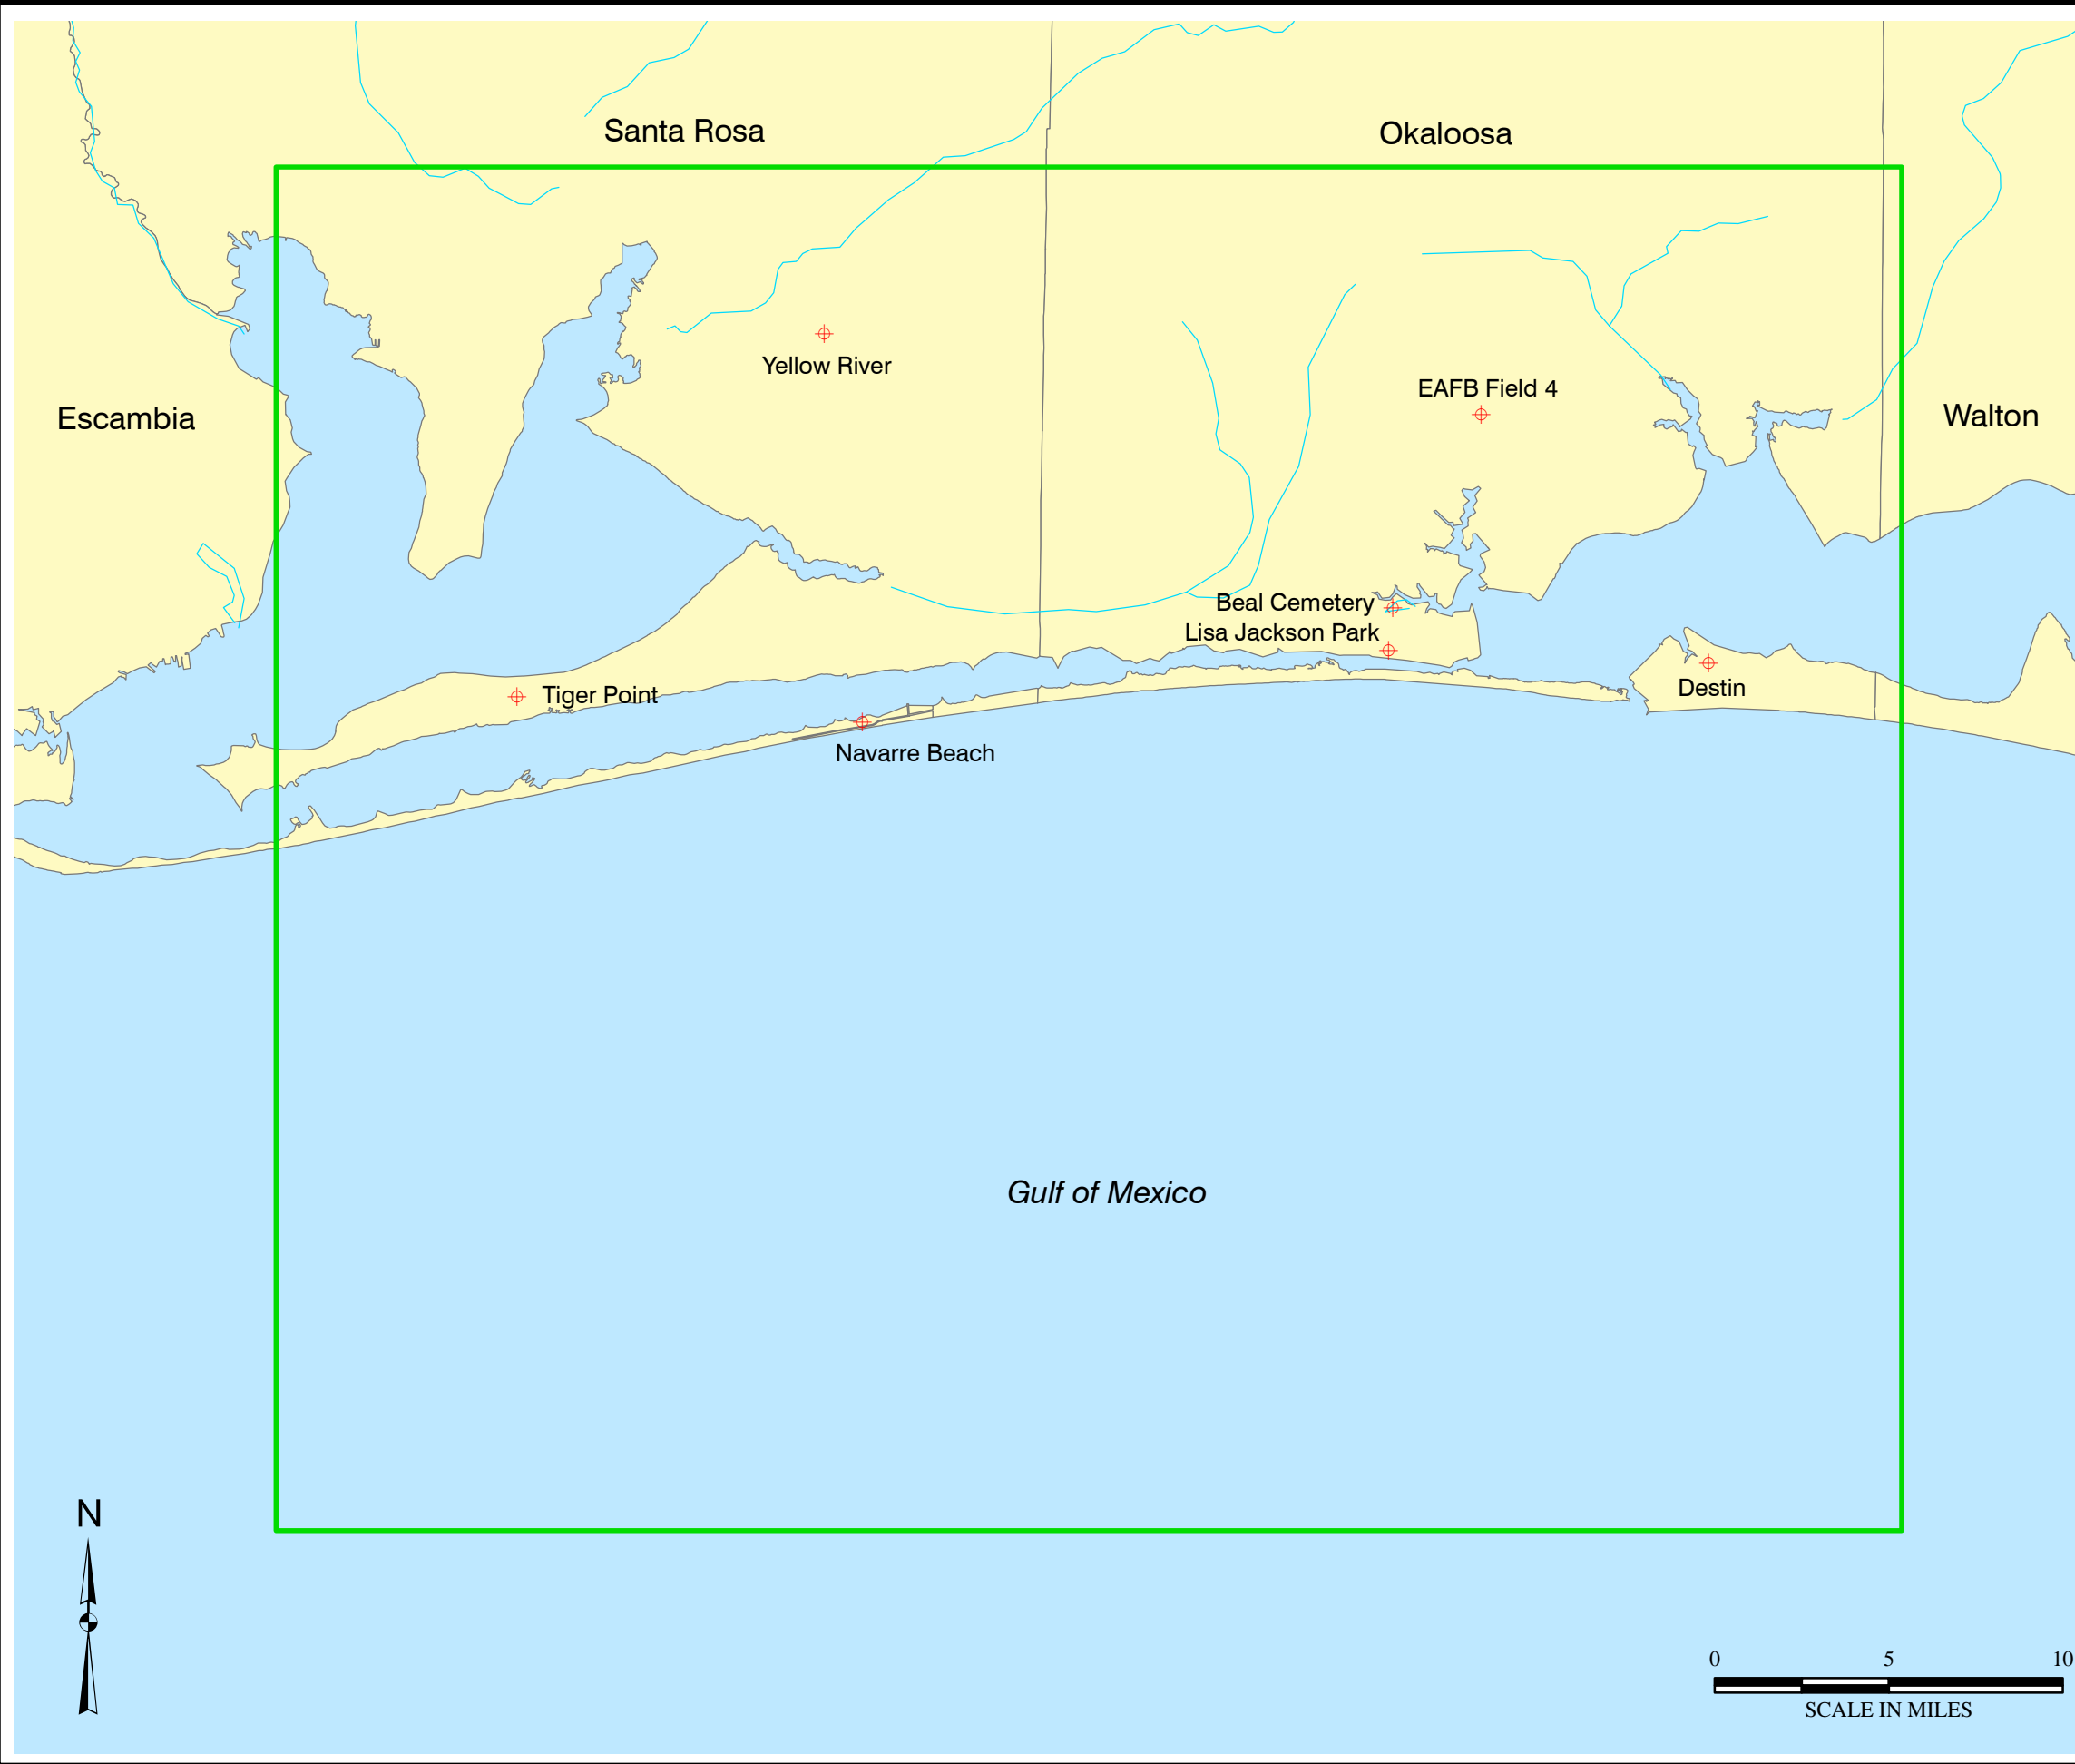 Santa Rosa
Okaloosa
Yellow River
EAFB Field 4
Escambia
Walton
Beal Cemetery
Lisa Jackson Park
Tiger Point
Destin
Navarre Beach
Gulf of Mexico
N
0 5 10
SCALE IN MILES